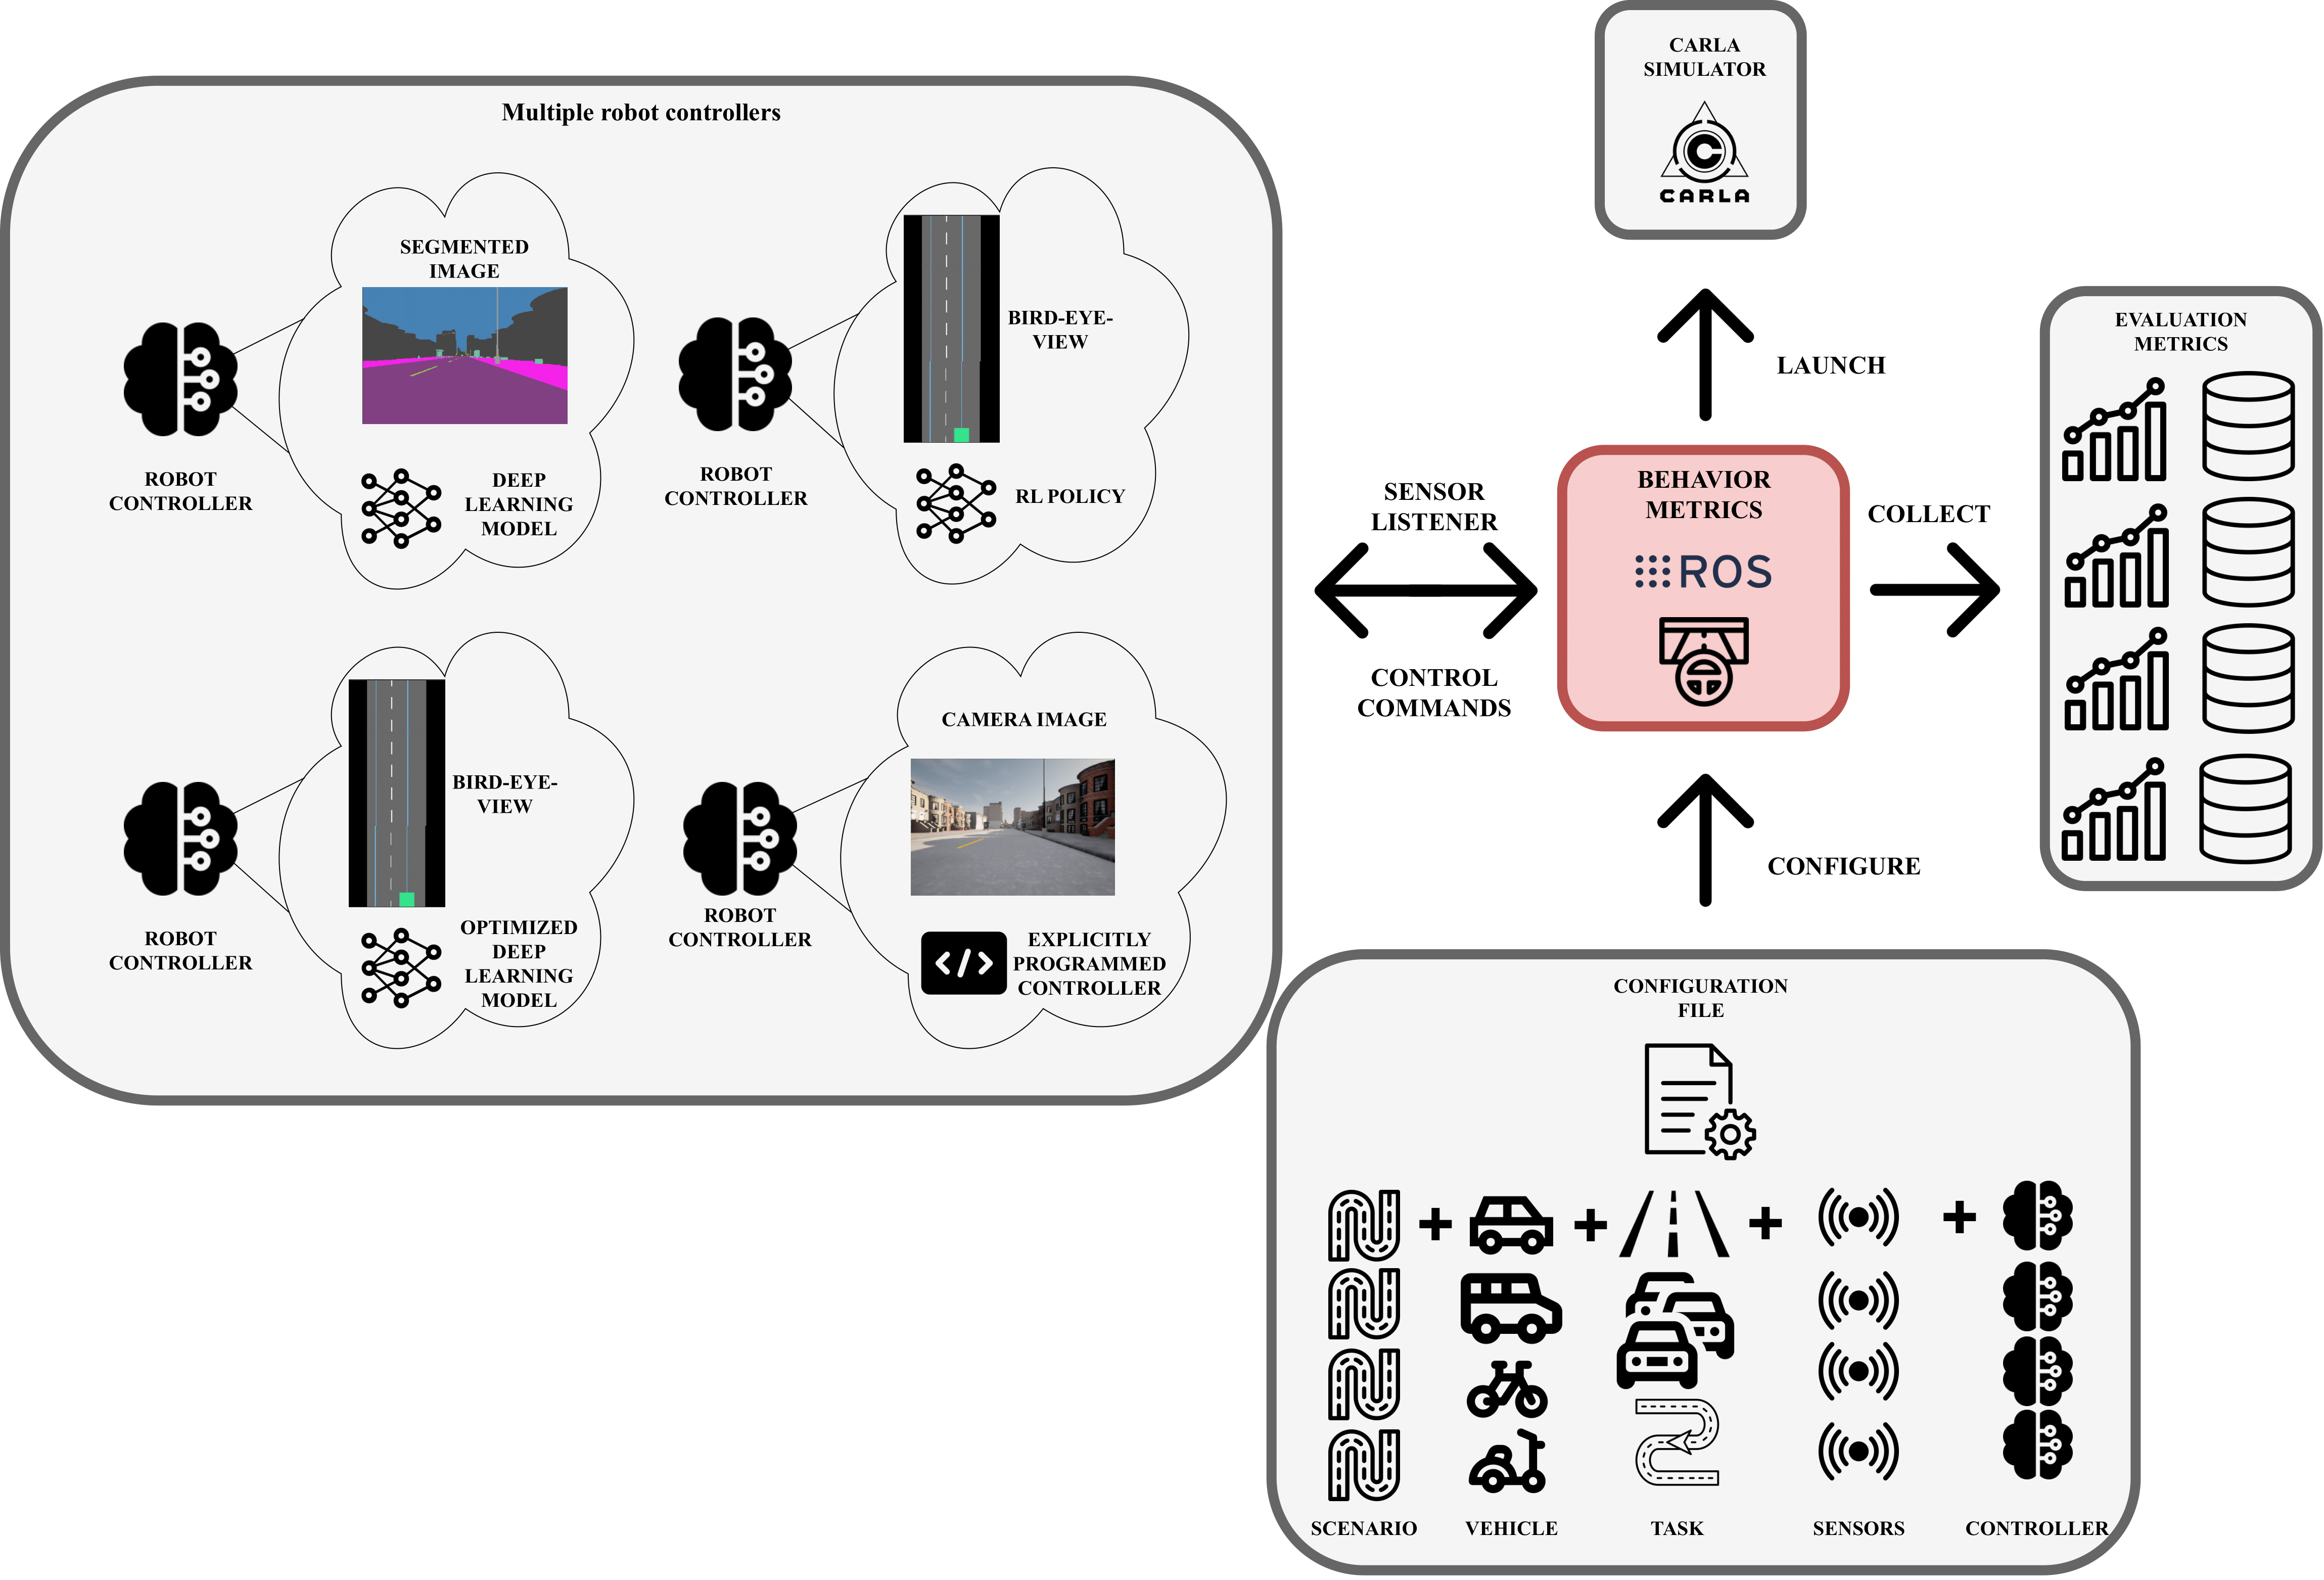 CARLA
SIMULATOR
CARLA
Multiple robot controllers
SEGMENTED
IMAGE
ROBOT
CONTROLLER
DEEP
LEARNING
MODEL
BIRD-EYE-
VIEW
ROBOT
CONTROLLER
RL POLICY
BIRD-EYE-
VIEW
ROBOT
CONTROLLER
OPTIMIZED
DEEP
LEARNING
MODEL
CAMERA IMAGE
ROBOT
CONTROLLER
</>
EXPLICITLY
PROGRAMMED
CONTROLLER
SENSOR
LISTENER
CONTROL
COMMANDS
LAUNCH
BEHAVIOR
METRICS
ROS
COLLECT
EVALUATION
METRICS
CONFIGURE
CONFIGURATION
FILE
+ + + +
SCENARIO VEHICLE TASK SENSORS CONTROLLER